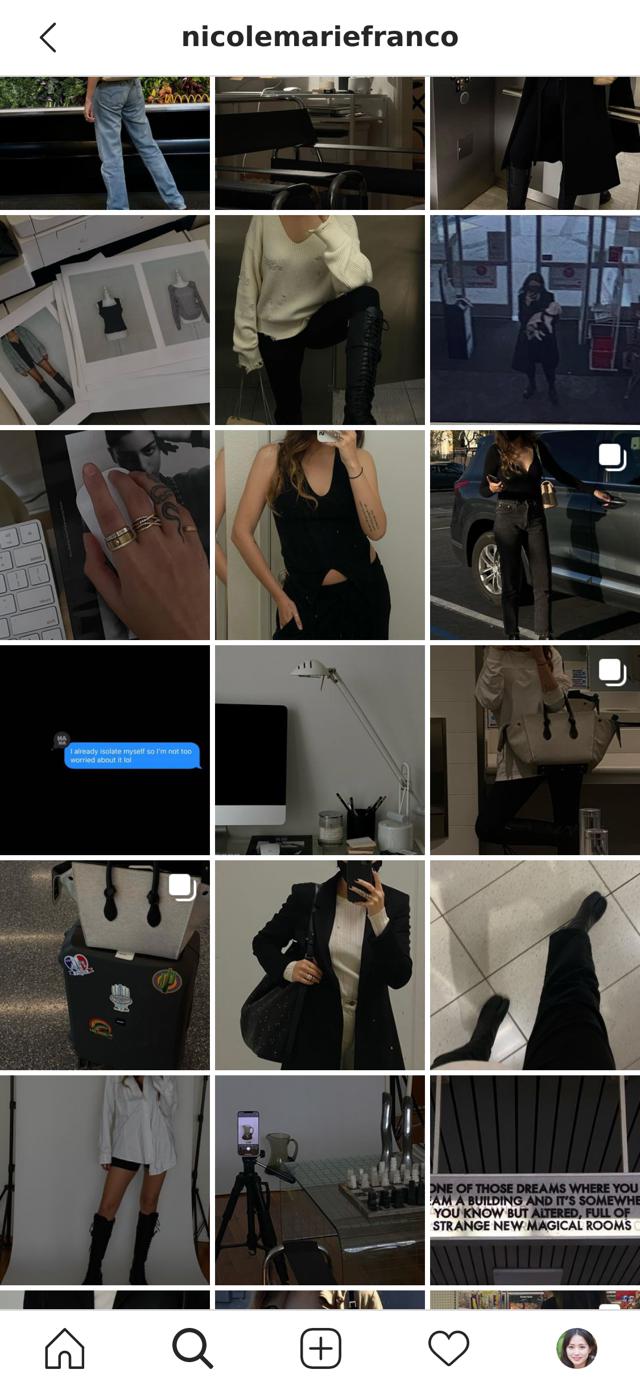 nicolemariefranco
MA
MA
I already isolate myself so I'm not too
worried about it lol
ONE OF THOSE DREAMS WHERE YOU
AM A BUILDING AND IT'S SOMEWHE
YOU KNOW BUT ALTERED, FULL OF
STRANGE NEW MAGICAL ROOMS